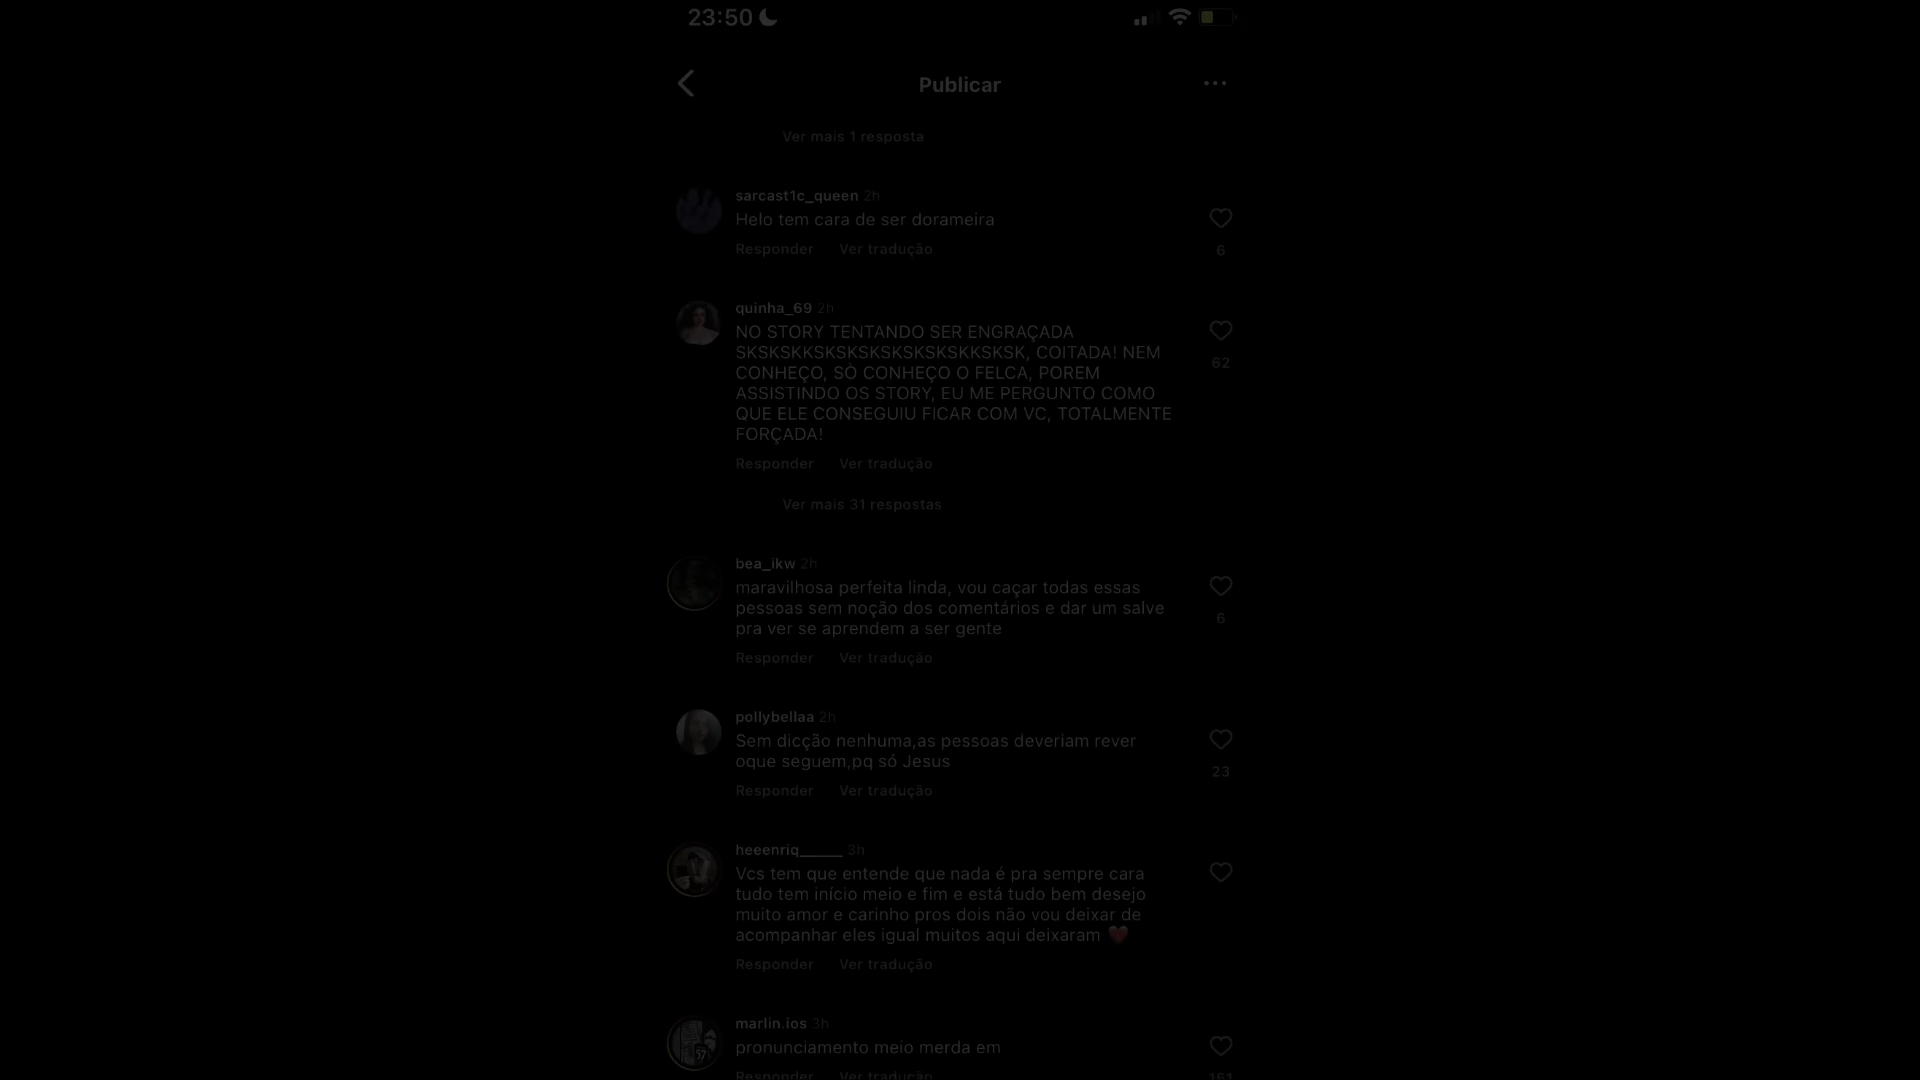 23:50
Publicar
Ver mais 1 resposta
sarcast1c_queen 2h
Helo tem cara de ser dorameira
Responder Ver tradução
6
quinha_69 2h
NO STORY TENTANDO SER ENGRAÇADA
SKSKSKKSKSKSKSKSKSKSKKSKSK, COITADA! NEM
CONHEÇO, SÒ CONHEÇO O FELCA, POREM
ASSISTINDO OS STORY, EU ME PERGUNTO COMO
QUE ELE CONSEGUIU FICAR COM VC, TOTALMENTE
FORÇADA!
62
Responder Ver tradução
Ver mais 31 respostas
bea_ikw 2h
maravilhosa perfeita linda, vou caçar todas essas
pessoas sem noção dos comentários e dar um salve
pra ver se aprendem a ser gente
6
Responder Ver tradução
pollybellaa 2h
Sem dicção nenhuma,as pessoas deveriam rever
oque seguem,pq só Jesus
23
Responder Ver tradução
heeenriq______ 3h
Vcs tem que entende que nada é pra sempre cara
tudo tem início meio e fim e está tudo bem desejo
muito amor e carinho pros dois não vou deixar de
acompanhar eles igual muitos aqui deixaram ❤️
Responder Ver tradução
marlin.ios 3h
pronunciamento meio merda em
Responder Ver tradução
161